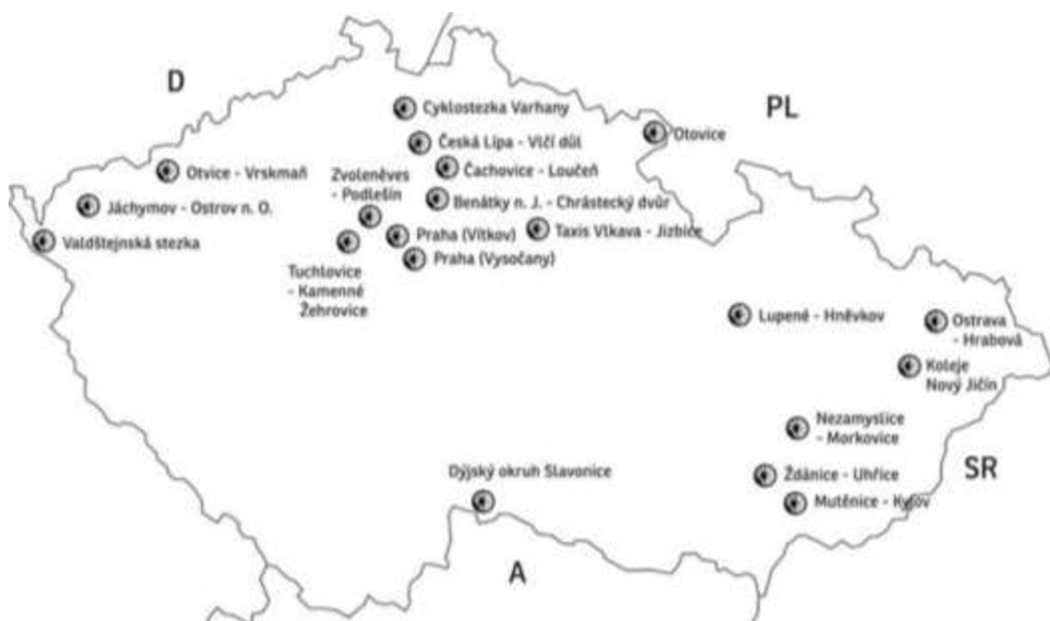 D
PL
Cyklostezka Varhany
Otovice
Česká Lípa - Vlčí důl
Čachovice - Loučeň
Otvice - Vrskmaň
Zvoleněves
- Podlešín
Benátky n. J. - Chrástecký dvůr
Jáchymov - Ostrov n. O.
Taxis Vlkava - Jizbice
Praha (Vítkov)
Valdštejnská stezka
Praha (Vysočany)
Tuchlovice
- Kamenné
Žehrovice
Lupené - Hněvkov
Ostrava
- Hrabová
Koleje
Nový Jičín
Nezamyslice
- Morkovice
SR
Dýjský okruh Slavonice
Ždánice - Uhřice
Mutěnice - Kyjov
A